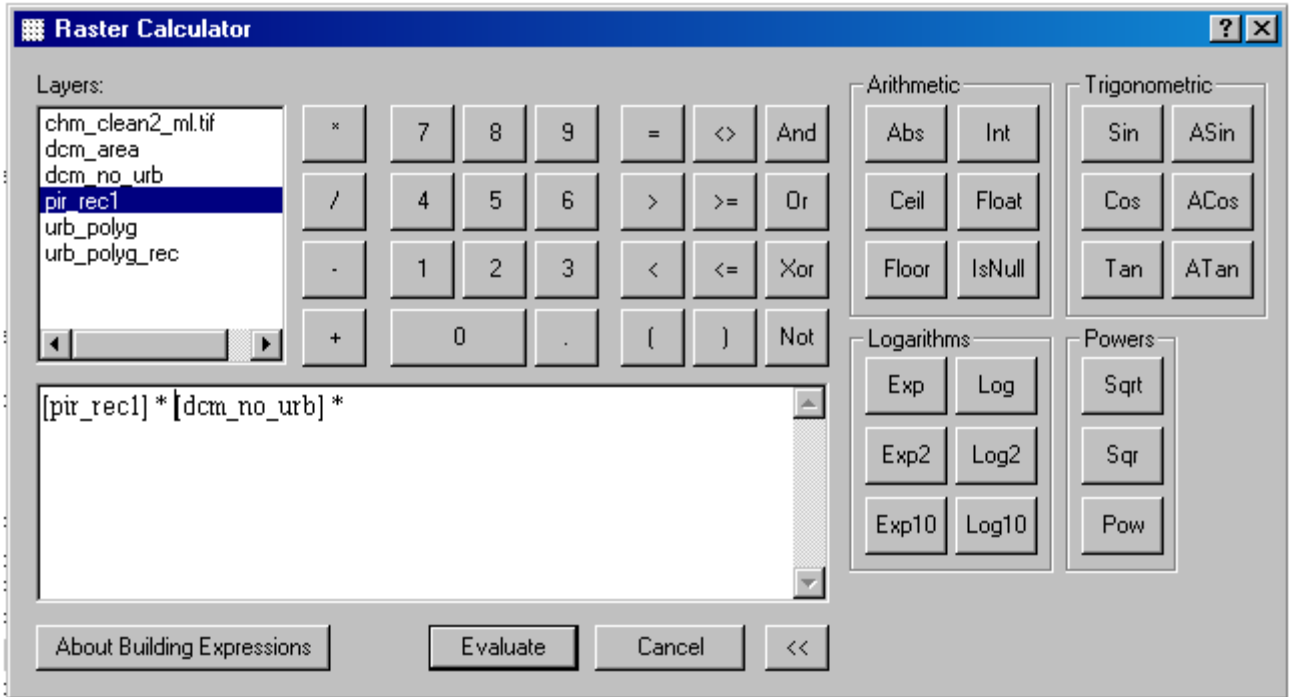 Raster Calculator ? ×
Layers:
chm_clean2_ml.tif
dcm_area
dcm_no_urb
pir_rec1
urb_polyg
urb_polyg_rec
* 7 8 9 = <> And
/ 4 5 6 > >= Or
- 1 2 3 < <= Xor
+ 0 . ( ) Not
Arithmetic
Abs Int
Ceil Float
Floor IsNull
Trigonometric
Sin ASin
Cos ACos
Tan ATan
Logarithms
Exp Log
Exp2 Log2
Exp10 Log10
Powers
Sqrt
Sqr
Pow
[pir_rec1] * [dcm_no_urb] *
About Building Expressions Evaluate Cancel <<